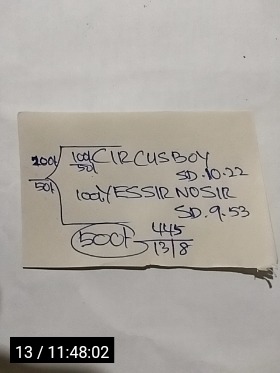 200/- 100/- CIRCUSBOY
50/-
SD.10.22
50/- 100/- YESSIRNOSIR
SD.9.53
500/- 445
13/8
13 / 11:48:02